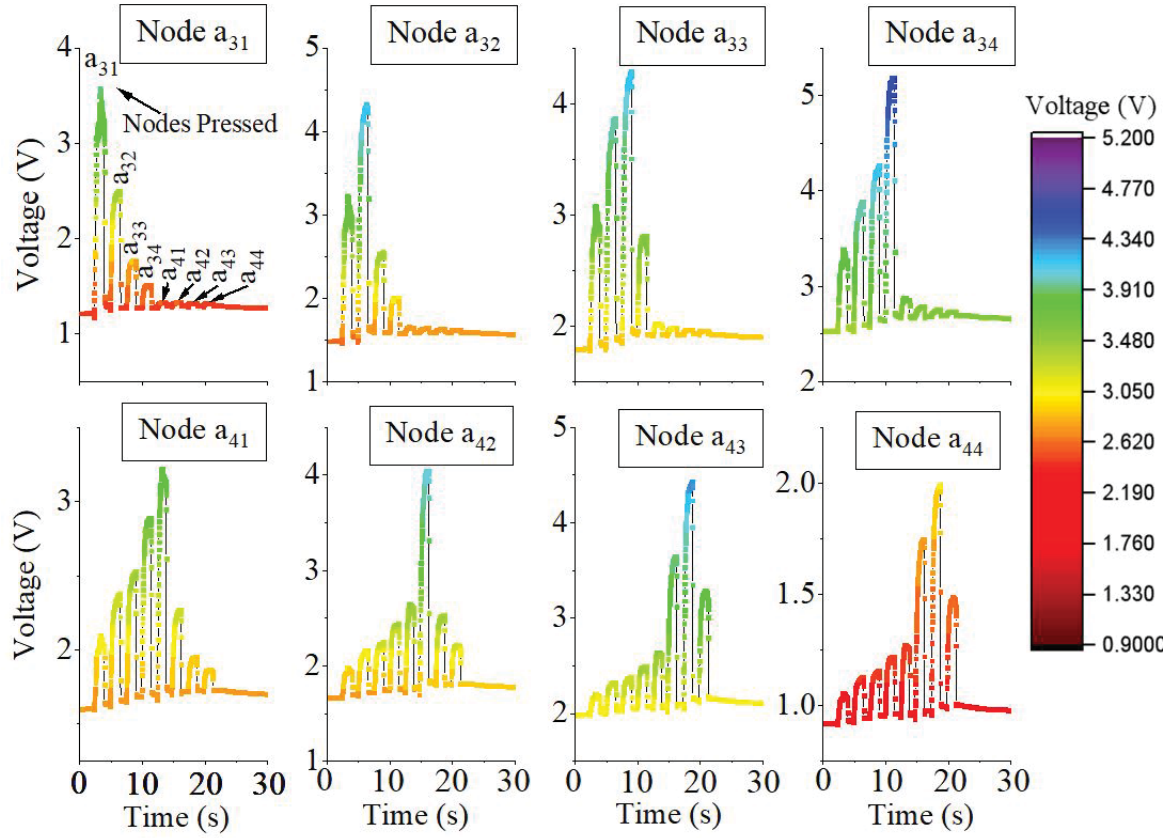 Node a31
Node a32
Node a33
Node a34
4
3
2
1
Voltage (V)
a31
Nodes Pressed
a32
a33
a34
a41
a42
a43
a44
5
4
3
2
1
4
3
2
5
4
3
2
Voltage (V)
5.200
4.770
4.340
3.910
3.480
3.050
2.620
2.190
1.760
1.330
0.9000
Node a41
Node a42
Node a43
Node a44
3
2
Voltage (V)
0 10 20 30
Time (s)
4
3
2
1
0 10 20 30
Time (s)
5
4
3
2
0 10 20 30
Time (s)
2.0
1.5
1.0
0 10 20 30
Time (s)